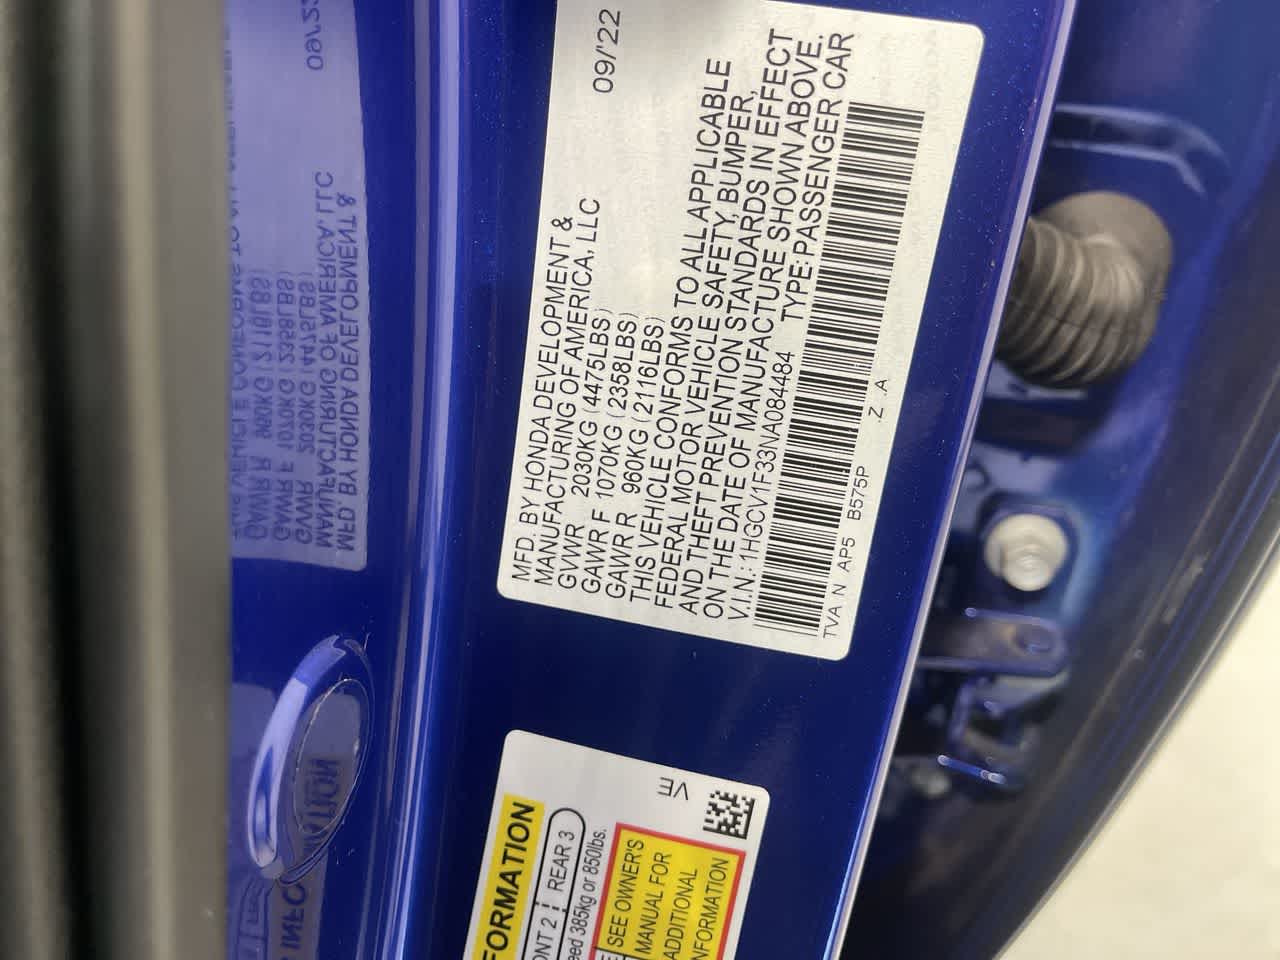 MFD. BY HONDA DEVELOPMENT & 09/'22
MANUFACTURING OF AMERICA, LLC
GVWR 2030KG (4475LBS)
GAWR F 1070KG (2358LBS)
GAWR R 960KG (2116LBS)
THIS VEHICLE CONFORMS TO ALL APPLICABLE
FEDERAL MOTOR VEHICLE SAFETY, BUMPER,
AND THEFT PREVENTION STANDARDS IN EFFECT
ON THE DATE OF MANUFACTURE SHOWN ABOVE.
V.I.N.: 1HGCV1F33NA084484 TYPE: PASSENGER CAR
TVA N AP5 B575P Z .A
VE
FORMATION
ONT 2 REAR 3
eed 385kg or 850lbs.
SEE OWNER'S
MANUAL FOR
ADDITIONAL
NFORMATION